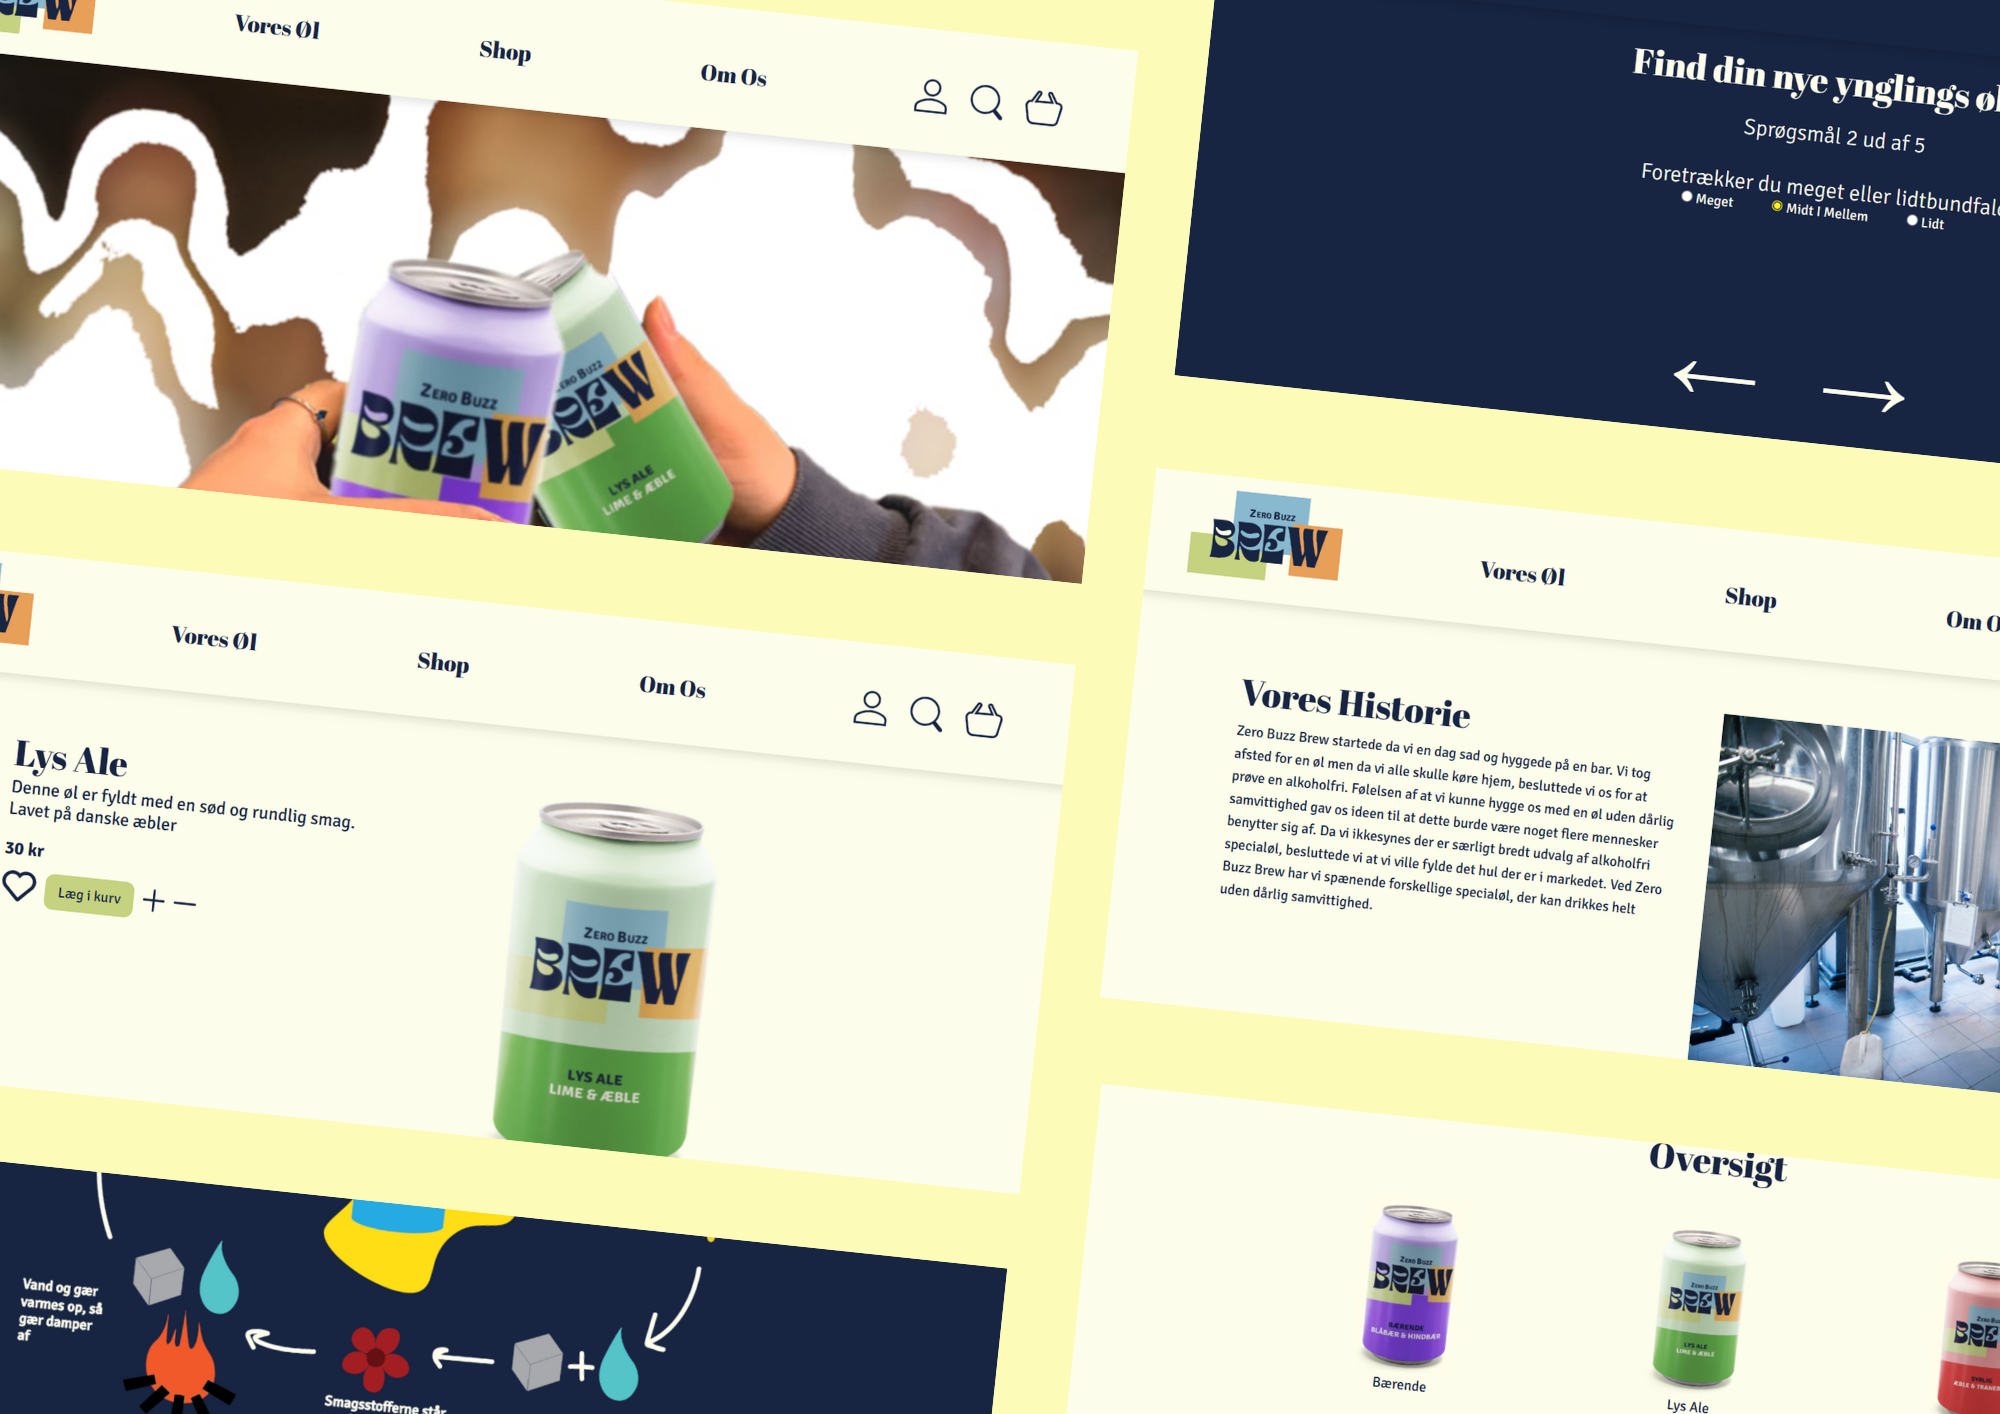 Vores Øl
Shop
Om Os
ZERO BUZZ
BREW
ZERO BUZZ
BREW
LYS ALE
LIME & ÆBLE
Find din nye ynglings øl
Sprøgsmål 2 ud af 5
Foretrækker du meget eller lidtbundfald
Meget
Midt I Mellem
Lidt
Vores Øl
Shop
Om Os
Lys Ale
Denne øl er fyldt med en sød og rundlig smag.
Lavet på danske æbler
30 kr
Læg i kurv
ZERO BUZZ
BREW
LYS ALE
LIME & ÆBLE
ZERO BUZZ
BREW
Vores Øl
Shop
Om O
Vores Historie
Zero Buzz Brew startede da vi en dag sad og hyggede på en bar. Vi tog
afsted for en øl men da vi alle skulle køre hjem, besluttede vi os for at
prøve en alkoholfri. Følelsen af at vi kunne hygge os med en øl uden dårlig
samvittighed gav os ideen til at dette burde være noget flere mennesker
benytter sig af. Da vi ikkesynes der er særligt bredt udvalg af alkoholfri
specialøl, besluttede vi at vi ville fylde det hul der er i markedet. Ved Zero
Buzz Brew har vi spænende forskellige specialøl, der kan drikkes helt
uden dårlig samvittighed.
Vand og gær
varmes op, så
gær damper
af
Smagsstofferne står
Oversigt
ZERO BUZZ
BREW
BÆRENDE
BLÅBÆR & HINDBÆR
Bærende
ZERO BUZZ
BREW
LYS ALE
LIME & ÆBLE
Lys Ale
ZERO BUZZ
SYRLIG